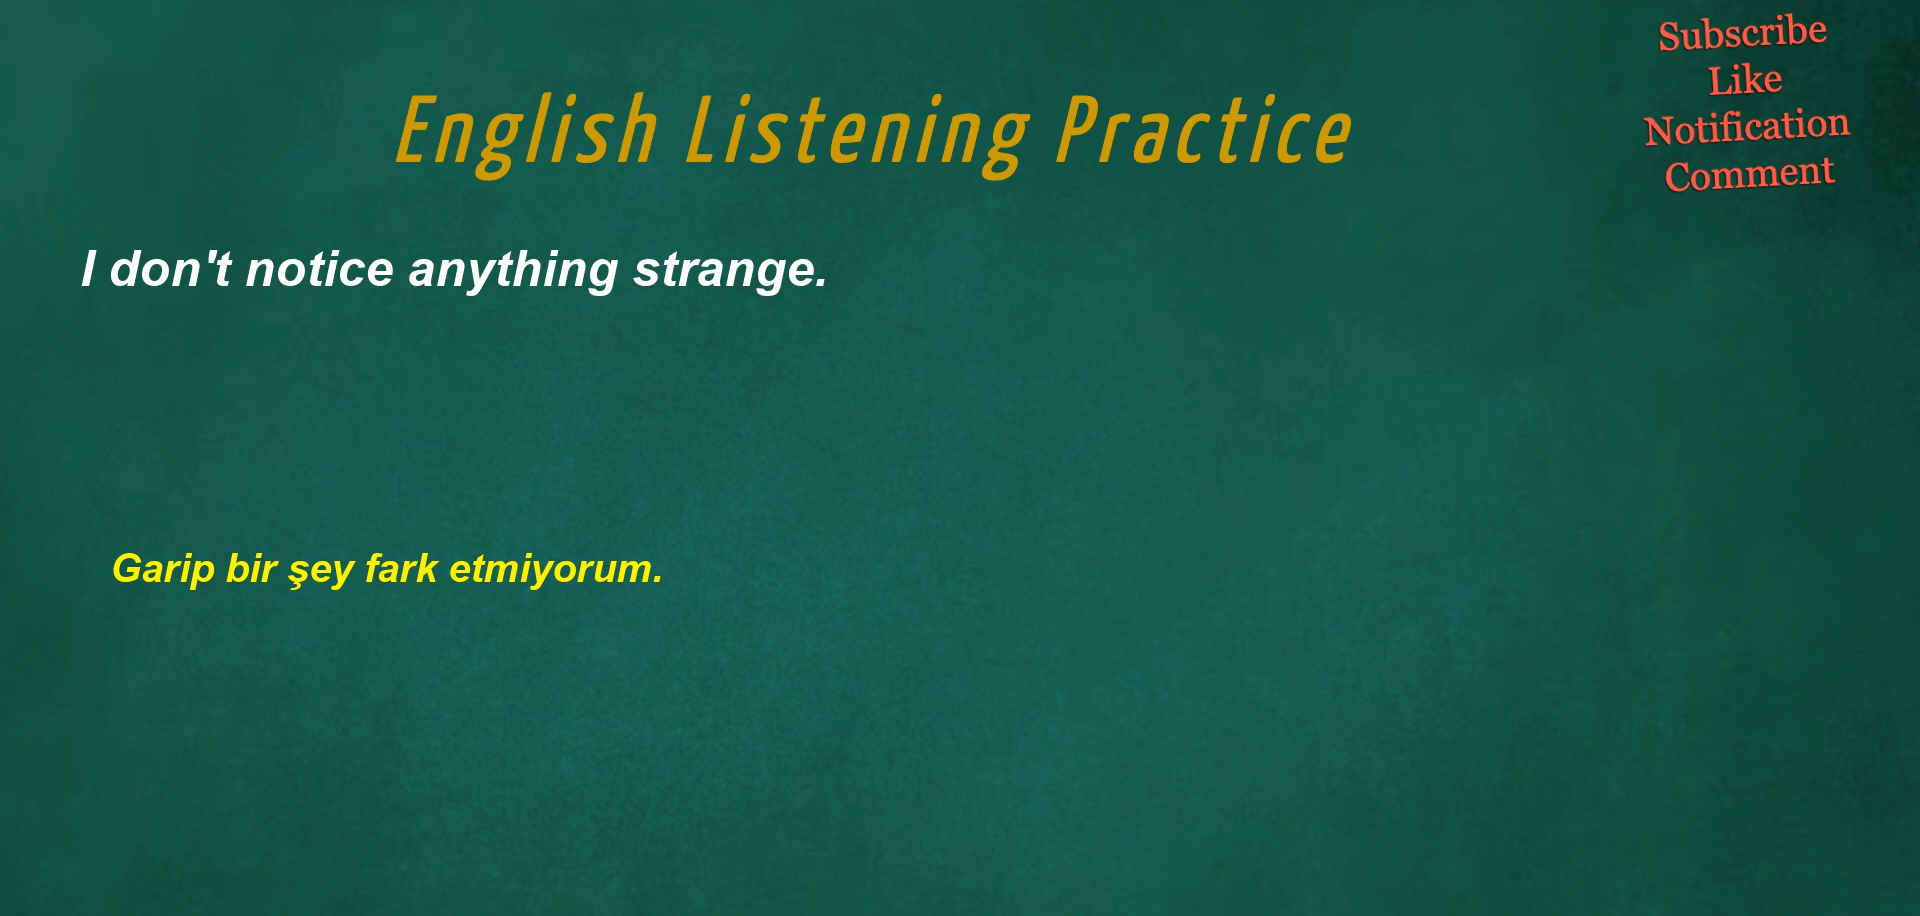 English Listening Practice
Subscribe
Like
Notification
Comment
I don't notice anything strange.
Garip bir şey fark etmiyorum.